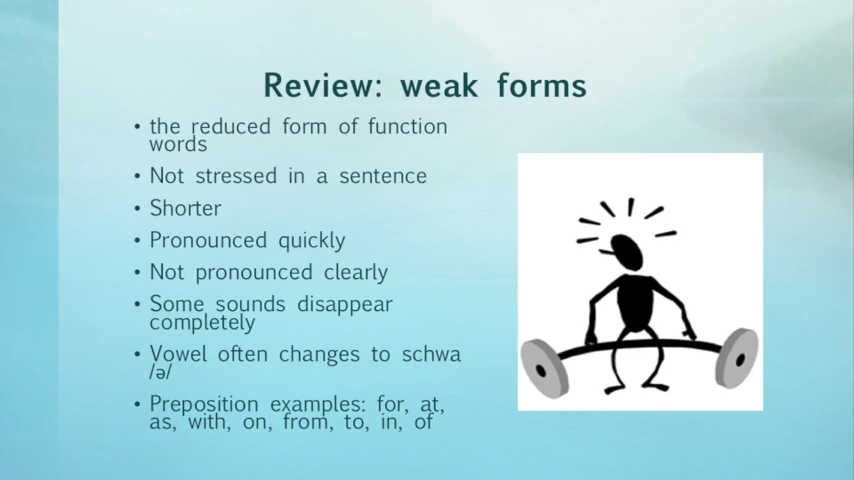 Review: weak forms
• the reduced form of function
words
• Not stressed in a sentence
• Shorter
• Pronounced quickly
• Not pronounced clearly
• Some sounds disappear
completely
• Vowel often changes to schwa
/ə/
• Preposition examples: for, at,
as, with, on, from, to, in, of